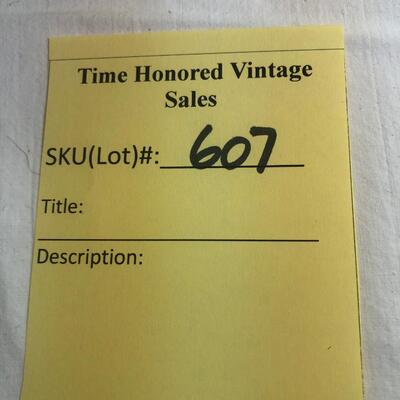 Time Honored Vintage
Sales
SKU(Lot)#: 607
Title:
Description: